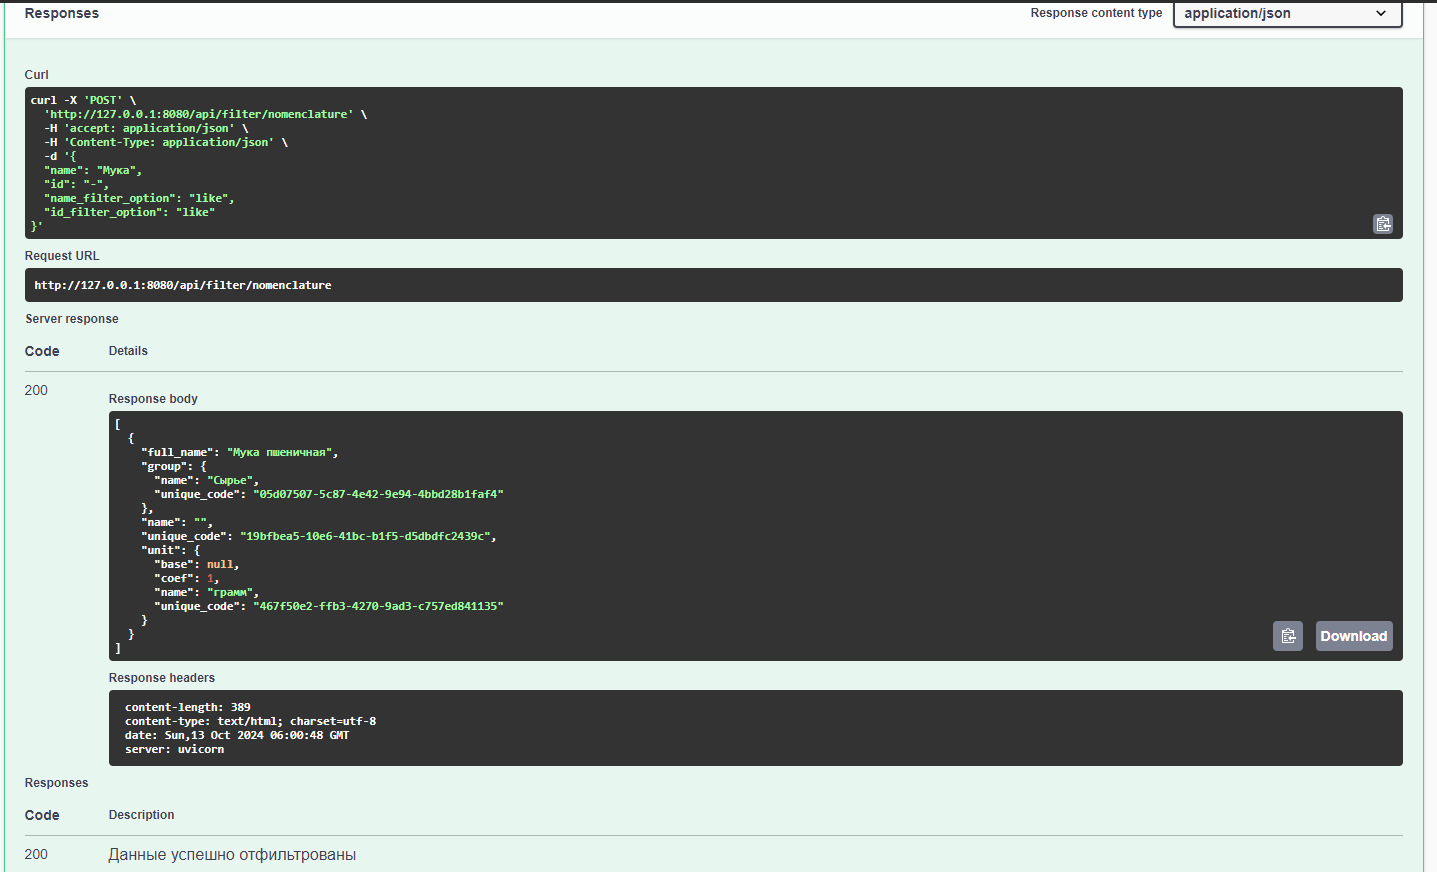 Responses
Response content type
application/json
Curl
curl -X 'POST' \
  'http://127.0.0.1:8080/api/filter/nomenclature' \
  -H 'accept: application/json' \
  -H 'Content-Type: application/json' \
  -d '{
  "name": "Мука",
  "id": "-",
  "name_filter_option": "like",
  "id_filter_option": "like"
}'
Request URL
http://127.0.0.1:8080/api/filter/nomenclature
Server response
Code Details
200
Response body
[
  {
    "full_name": "Мука пшеничная",
    "group": {
      "name": "Сырье",
      "unique_code": "05d07507-5c87-4e42-9e94-4bbd28b1faf4"
    },
    "name": "",
    "unique_code": "19bfbea5-10e6-41bc-b1f5-d5dbdfc2439c",
    "unit": {
      "base": null,
      "coef": 1,
      "name": "грамм",
      "unique_code": "467f50e2-ffb3-4270-9ad3-c757ed841135"
    }
  }
]
Download
Response headers
content-length: 389
content-type: text/html; charset=utf-8
date: Sun,13 Oct 2024 06:00:48 GMT
server: uvicorn
Responses
Code Description
200 Данные успешно отфильтрованы